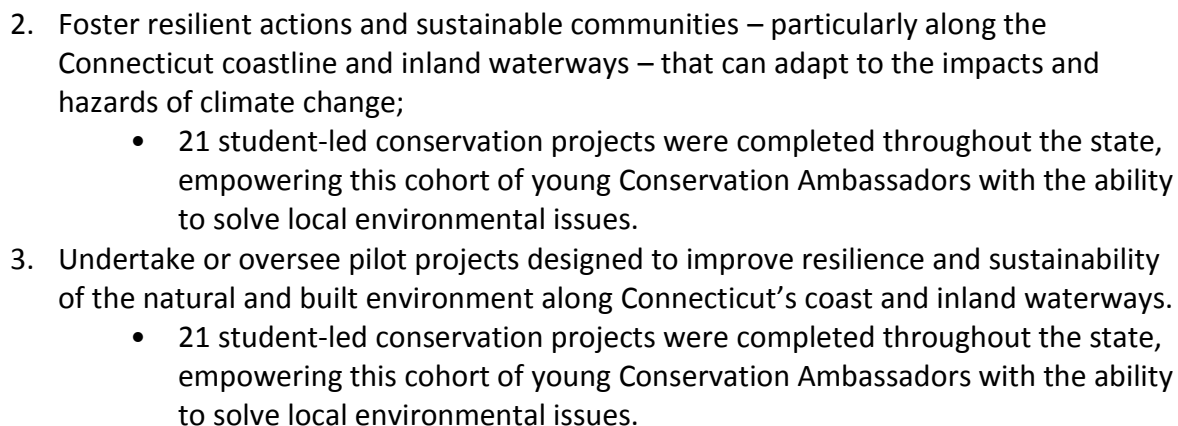 2. Foster resilient actions and sustainable communities – particularly along the
Connecticut coastline and inland waterways – that can adapt to the impacts and
hazards of climate change;
• 21 student-led conservation projects were completed throughout the state,
empowering this cohort of young Conservation Ambassadors with the ability
to solve local environmental issues.
3. Undertake or oversee pilot projects designed to improve resilience and sustainability
of the natural and built environment along Connecticut’s coast and inland waterways.
• 21 student-led conservation projects were completed throughout the state,
empowering this cohort of young Conservation Ambassadors with the ability
to solve local environmental issues.